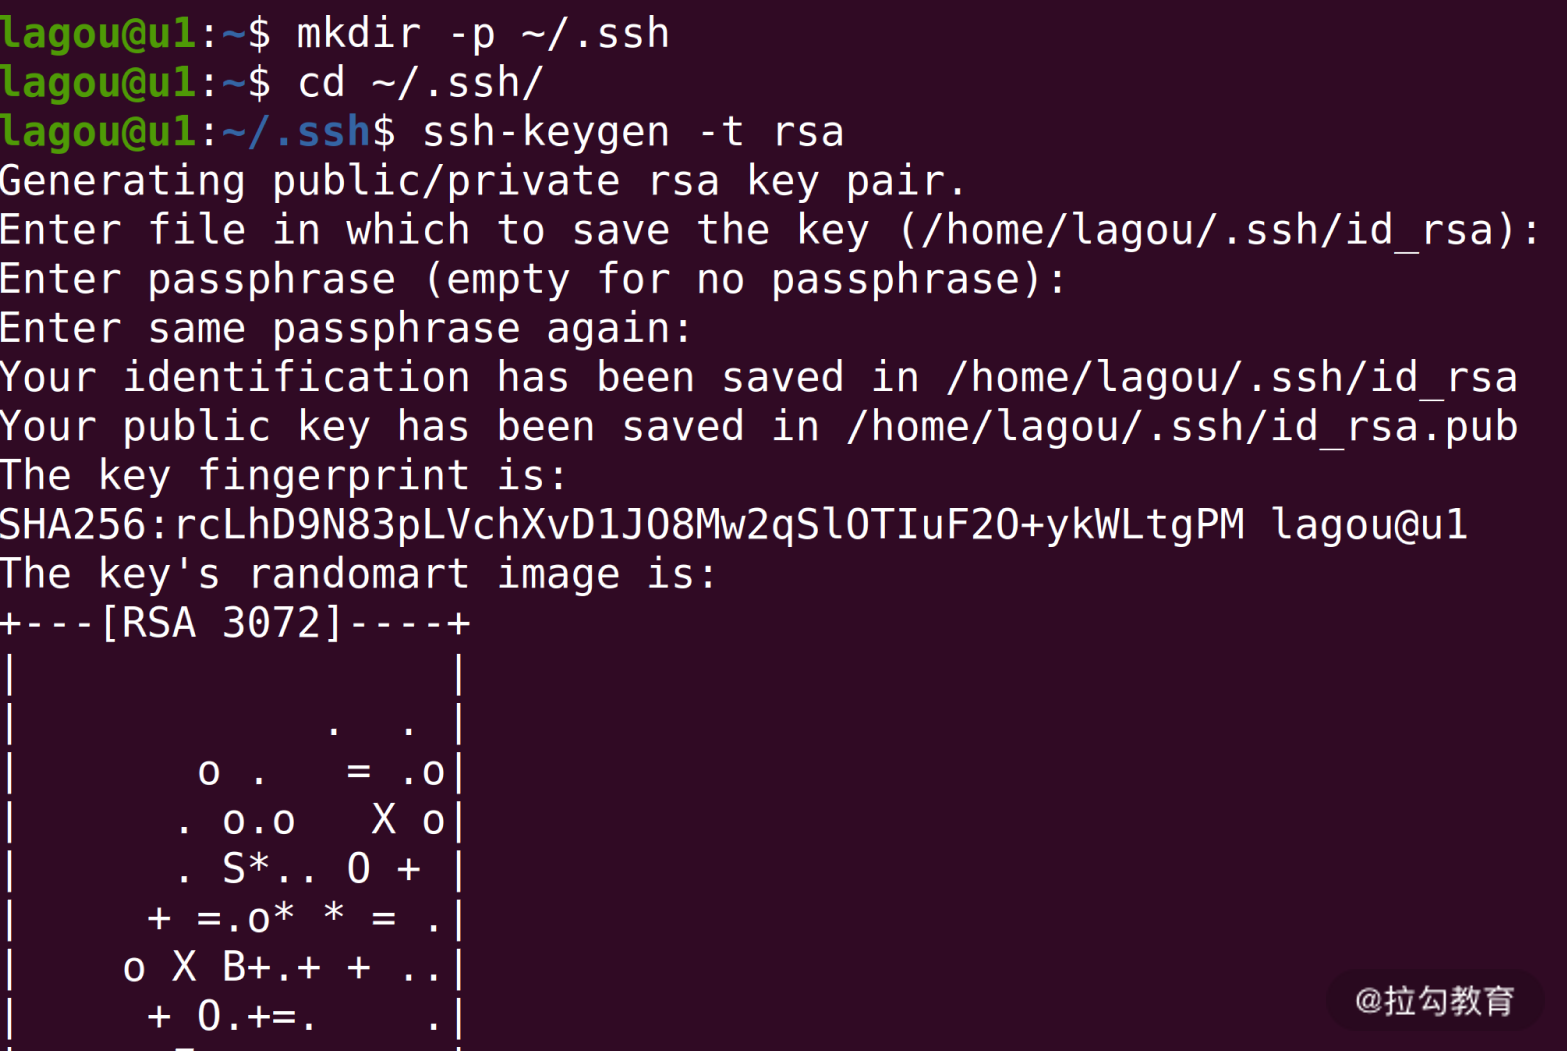 lagou@u1:~$ mkdir -p ~/.ssh
lagou@u1:~$ cd ~/.ssh/
lagou@u1:~/.ssh$ ssh-keygen -t rsa
Generating public/private rsa key pair.
Enter file in which to save the key (/home/lagou/.ssh/id_rsa):
Enter passphrase (empty for no passphrase):
Enter same passphrase again:
Your identification has been saved in /home/lagou/.ssh/id_rsa
Your public key has been saved in /home/lagou/.ssh/id_rsa.pub
The key fingerprint is:
SHA256:rcLhD9N83pLVchXvD1JO8Mw2qSlOTIuF2O+ykWLtgPM lagou@u1
The key's randomart image is:
+---[RSA 3072]----+
|                 |
|            .  . |
|       o .   = .o|
|      . o.o   X o|
|      . S*.. O + |
|     + =.o* * = .|
|    o X B+.+ + ..|
|     + O.+=.    .|
@拉勾教育